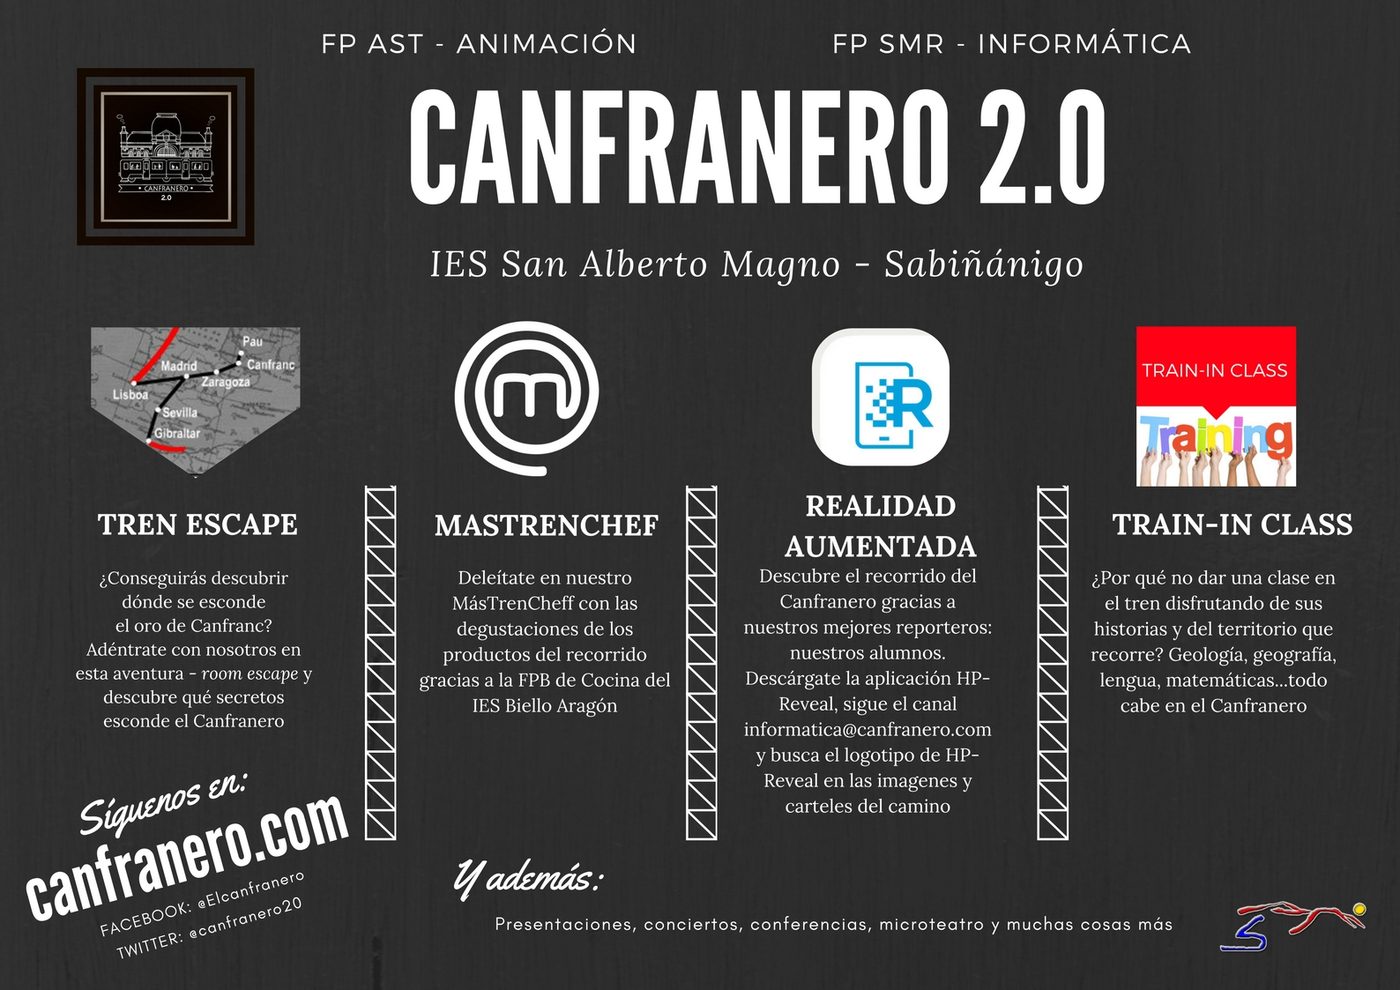 FP AST - ANIMACIÓN
FP SMR - INFORMÁTICA
CANFRANERO 2.0
• CANFRANERO •
2.0
IES San Alberto Magno - Sabiñánigo
Pau
Madrid
Canfranc
Zaragoza
Lisboa
Sevilla
Gibraltar
TREN ESCAPE
¿Conseguirás descubrir
dónde se esconde
el oro de Canfranc?
Adéntrate con nosotros en
esta aventura - room escape y
descubre qué secretos
esconde el Canfranero
m
MASTRENCHEF
Deleítate en nuestro
MásTrenCheff con las
degustaciones de los
productos del recorrido
gracias a la FPB de Cocina del
IES Biello Aragón
R
REALIDAD
AUMENTADA
Descubre el recorrido del
Canfranero gracias a
nuestros mejores reporteros:
nuestros alumnos.
Descárgate la aplicación HP-
Reveal, sigue el canal
informatica@canfranero.com
y busca el logotipo de HP-
Reveal en las imagenes y
carteles del camino
TRAIN-IN CLASS
Training
TRAIN-IN CLASS
¿Por qué no dar una clase en
el tren disfrutando de sus
historias y del territorio que
recorre? Geología, geografía,
lengua, matemáticas...todo
cabe en el Canfranero
Síguenos en:
canfranero.com
FACEBOOK: @Elcanfranero
TWITTER: @canfranero20
Y además:
Presentaciones, conciertos, conferencias, microteatro y muchas cosas más